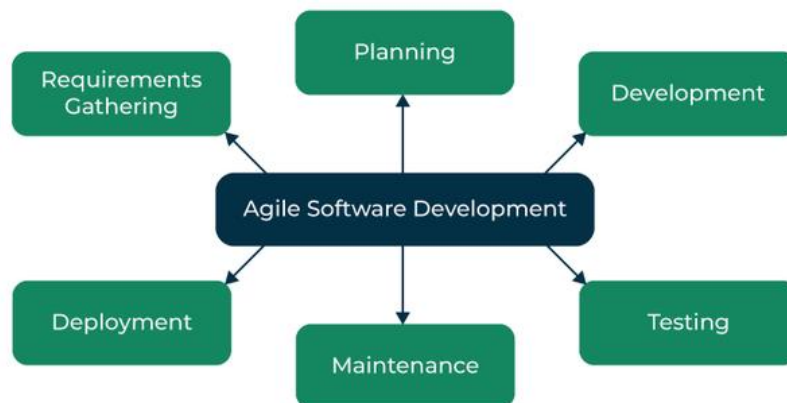 Planning
Requirements
Gathering
Development
Agile Software Development
Deployment
Testing
Maintenance